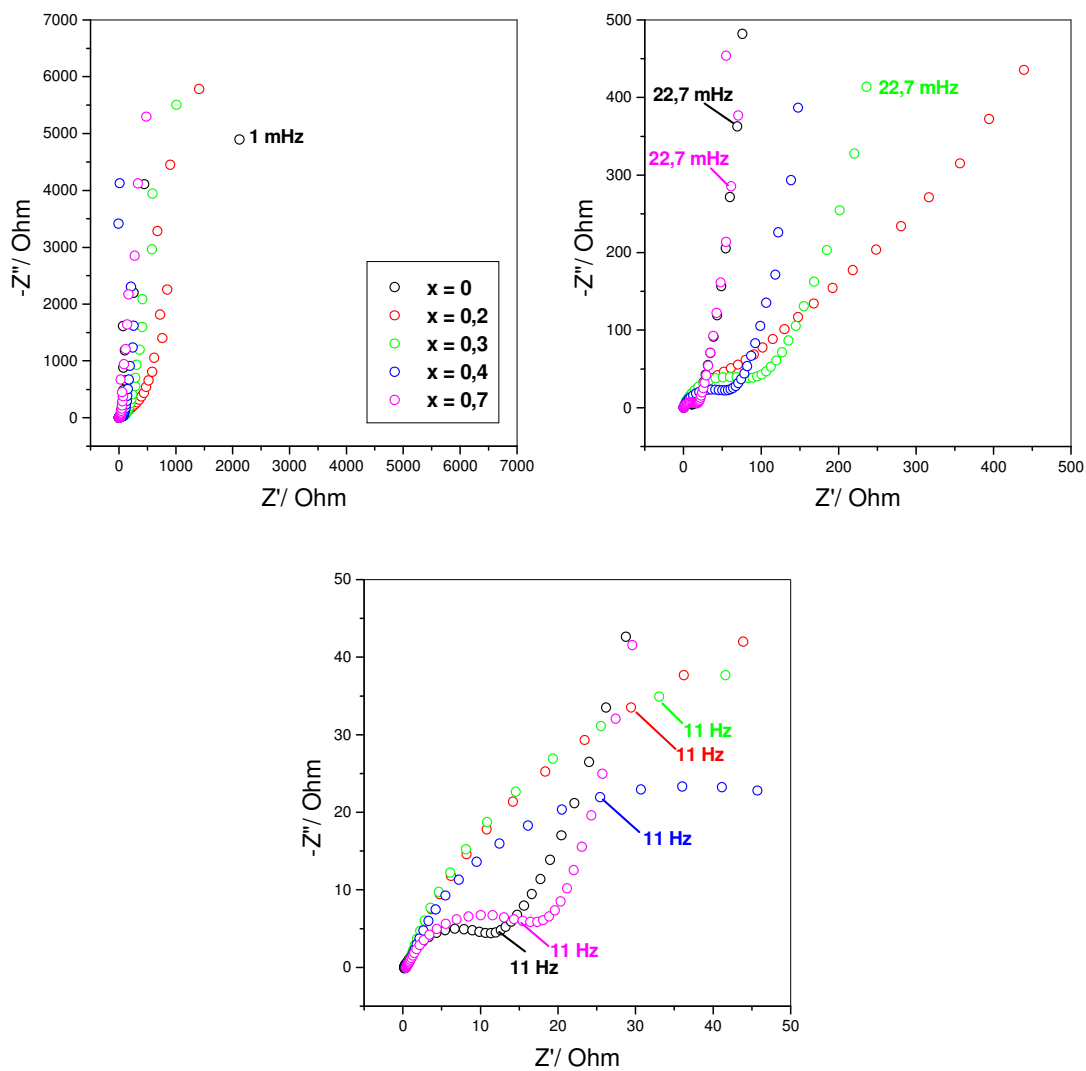 7000
6000
5000
4000
3000
2000
1000
0
-Z''/ Ohm
1 mHz
x = 0
x = 0,2
x = 0,3
x = 0,4
x = 0,7
0 1000 2000 3000 4000 5000 6000 7000
Z'/ Ohm
500
400
300
200
100
0
-Z''/ Ohm
22,7 mHz
22,7 mHz
22,7 mHz
0 100 200 300 400 500
Z'/ Ohm
50
40
30
20
10
0
-Z''/ Ohm
11 Hz
11 Hz
11 Hz
11 Hz
11 Hz
0 10 20 30 40 50
Z'/ Ohm